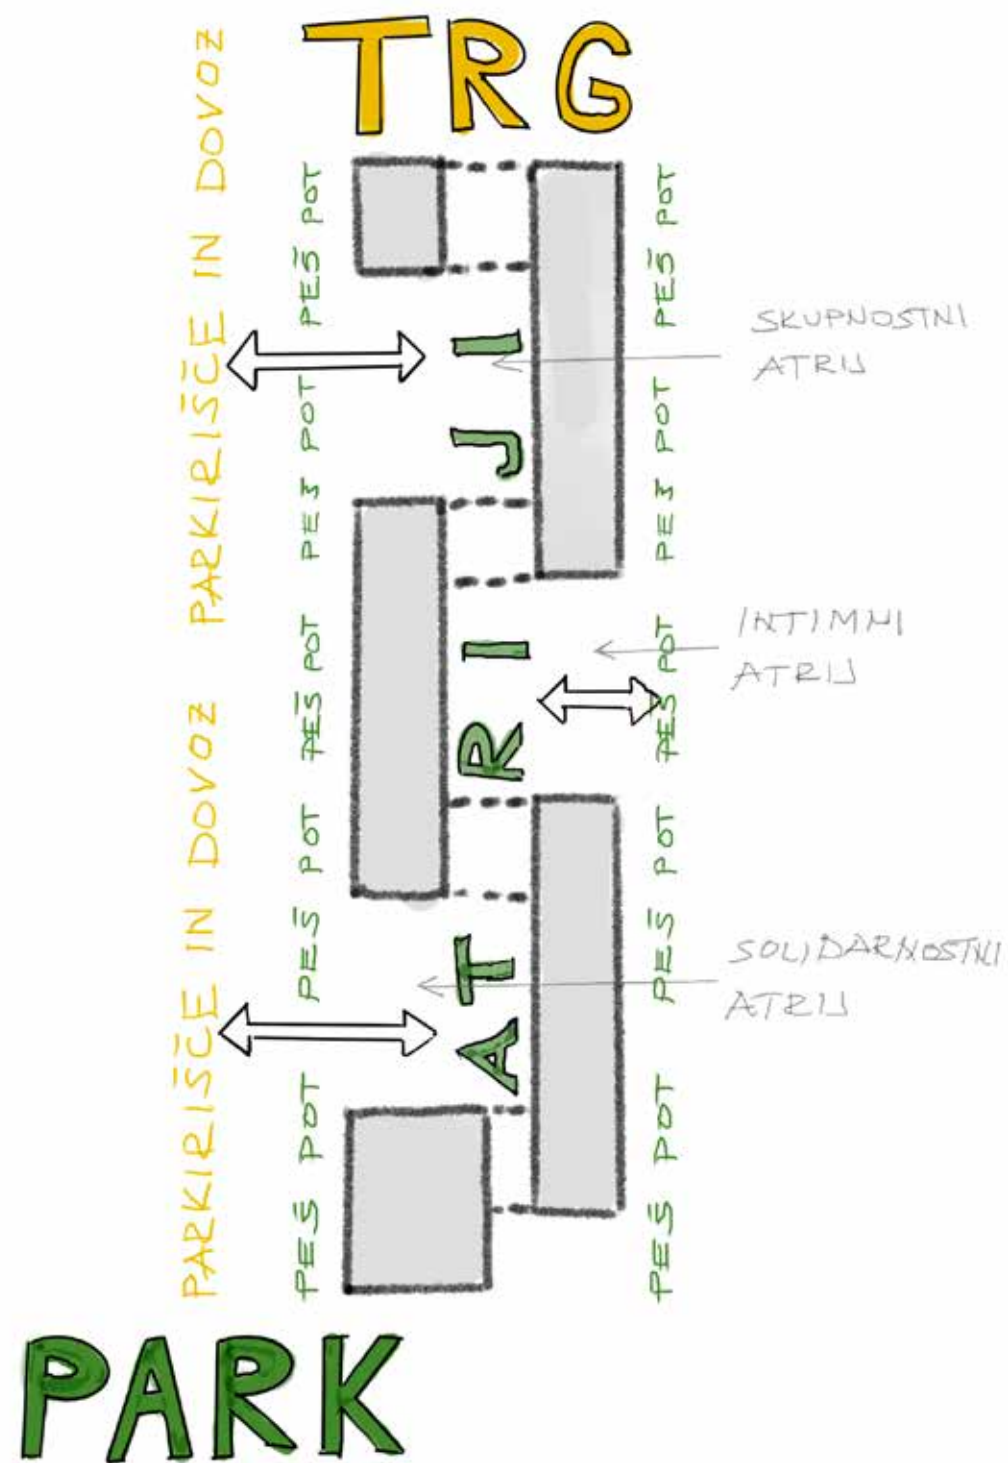 TRG
PARKIRIŠČE IN DOVOZ
PARKIRIŠČE IN DOVOZ
PEŠ POT
PEŠ POT
PEŠ POT
PEŠ POT
PEŠ POT
PEŠ POT
ATRIJI
PEŠ POT
PEŠ POT
PEŠ POT
PEŠ POT
PEŠ POT
SKUPNOSTNI
ATRIJ
INTIMNI
ATRIJ
SOLIDARNOSTNI
ATRIJ
PARK